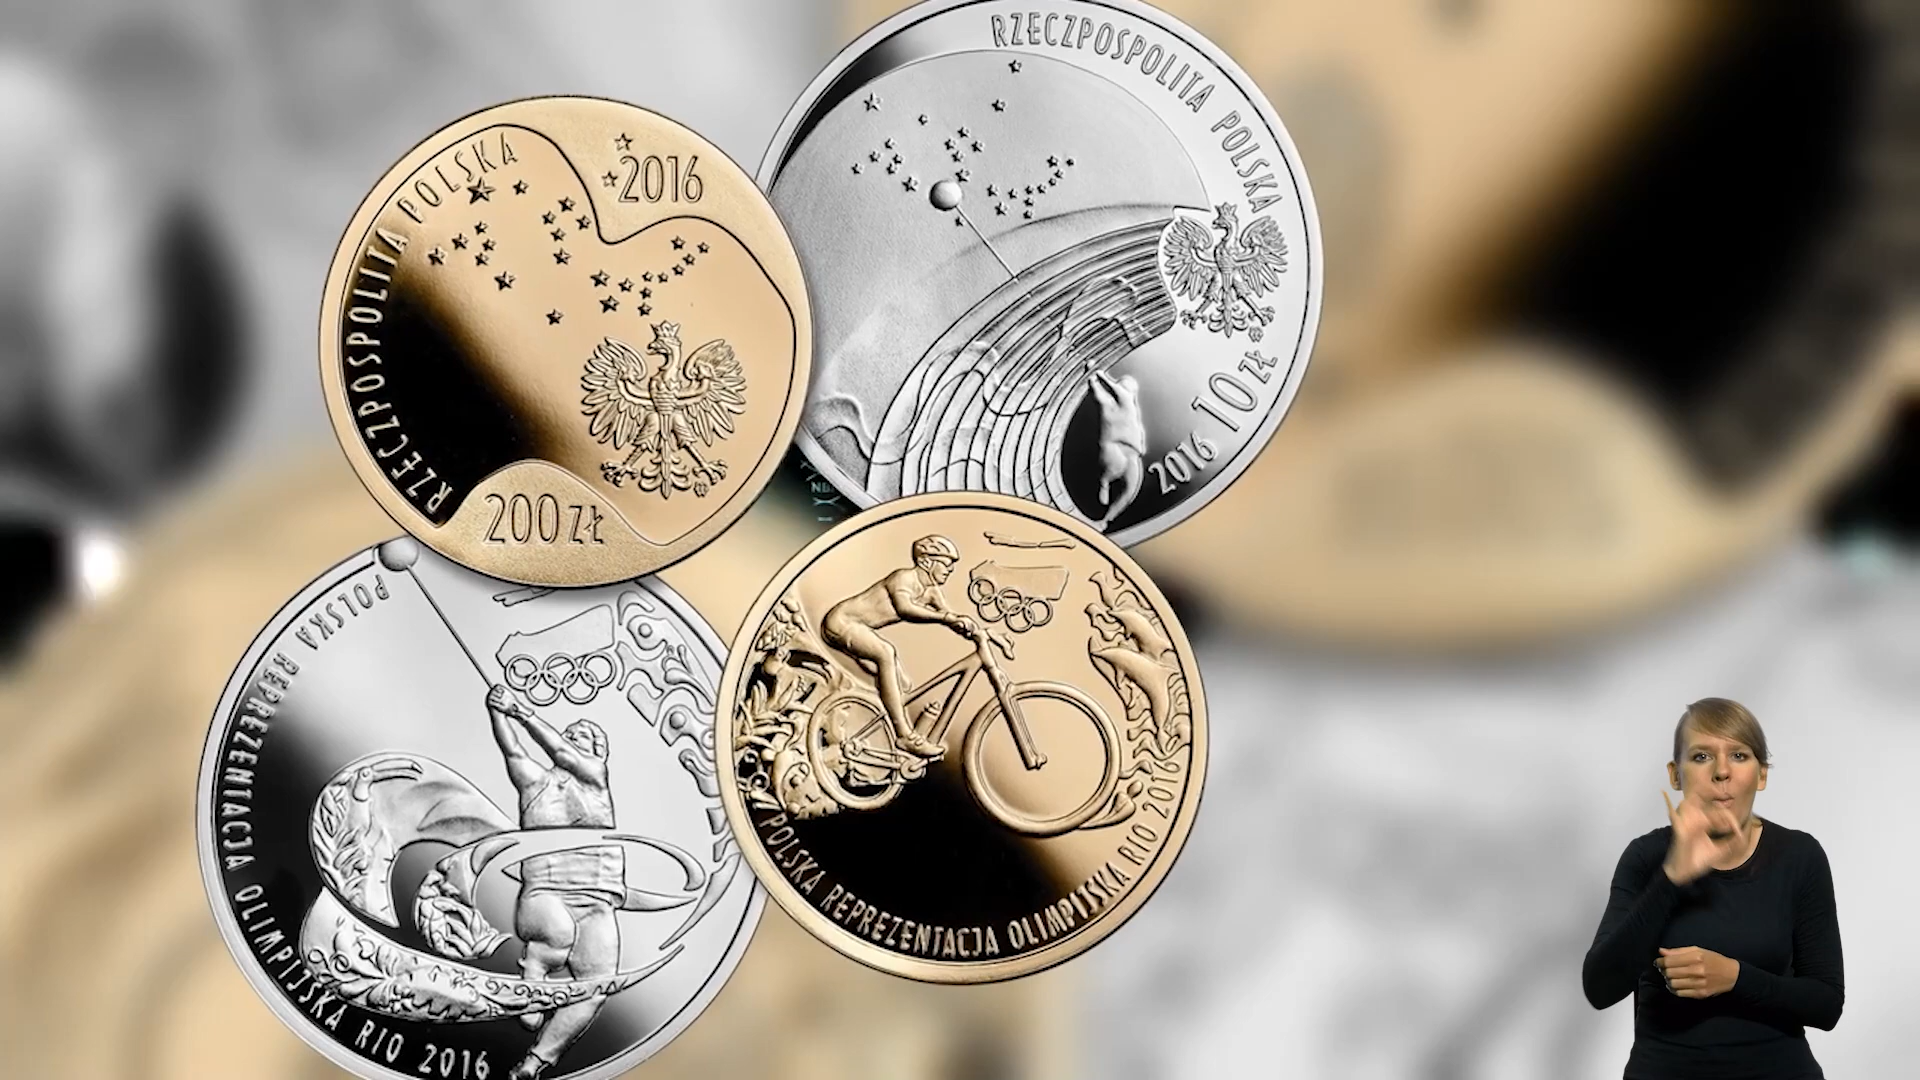 RZECZPOSPOLITA POLSKA
2016
200 ZŁ
RZECZPOSPOLITA POLSKA
2016 10 ZŁ
POLSKA REPREZENTACJA OLIMPIJSKA RIO 2016
POLSKA REPREZENTACJA OLIMPIJSKA RIO 2016